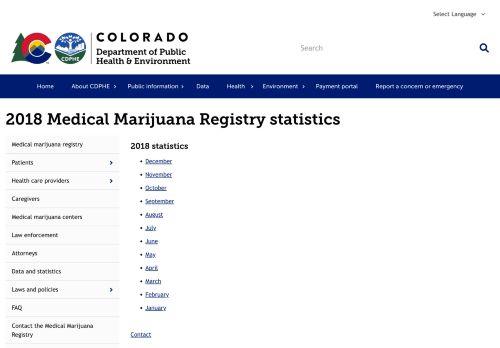 Select Language
COLORADO
Department of Public
Health & Environment
CDPHE
Search
Home
About CDPHE
Public information
Data
Health
Environment
Payment portal
Report a concern or emergency
2018 Medical Marijuana Registry statistics
Medical marijuana registry
Patients
Health care providers
Caregivers
Medical marijuana centers
Law enforcement
Attorneys
Data and statistics
Laws and policies
FAQ
Contact the Medical Marijuana
Registry
2018 statistics
December
November
October
September
August
July
June
May
April
March
February
January
Contact